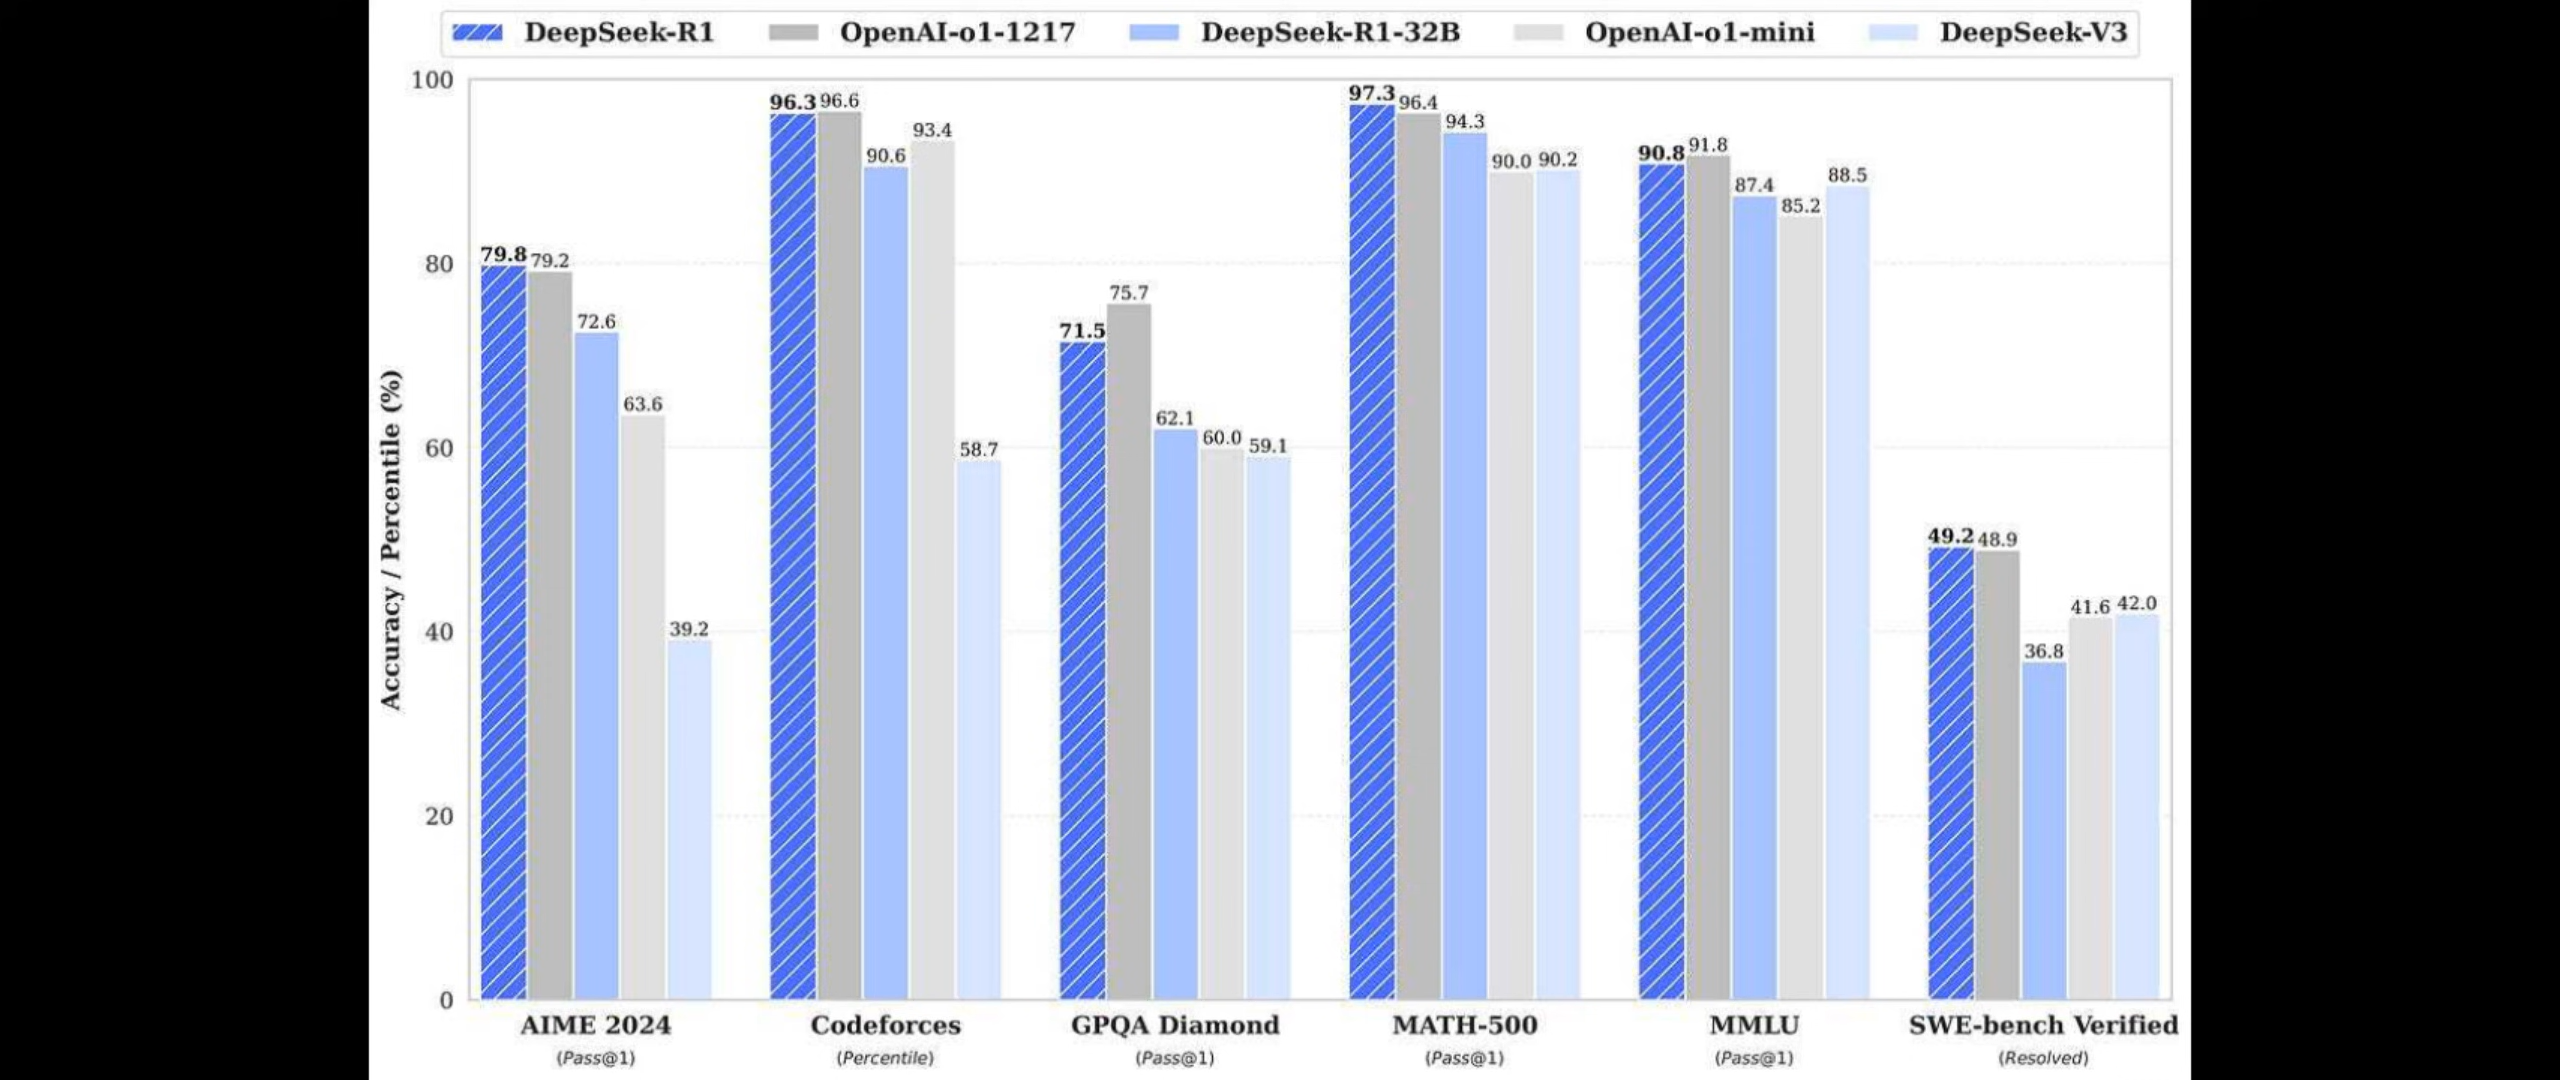 DeepSeek-R1 OpenAI-o1-1217 DeepSeek-R1-32B OpenAI-o1-mini DeepSeek-V3
Accuracy / Percentile (%)
100
80
60
40
20
0
79.8 79.2 72.6 63.6 39.2
96.3 96.6 90.6 93.4 58.7
71.5 75.7 62.1 60.0 59.1
97.3 96.4 94.3 90.0 90.2
90.8 91.8 87.4 85.2 88.5
49.2 48.9 36.8 41.6 42.0
AIME 2024
(Pass@1)
Codeforces
(Percentile)
GPQA Diamond
(Pass@1)
MATH-500
(Pass@1)
MMLU
(Pass@1)
SWE-bench Verified
(Resolved)